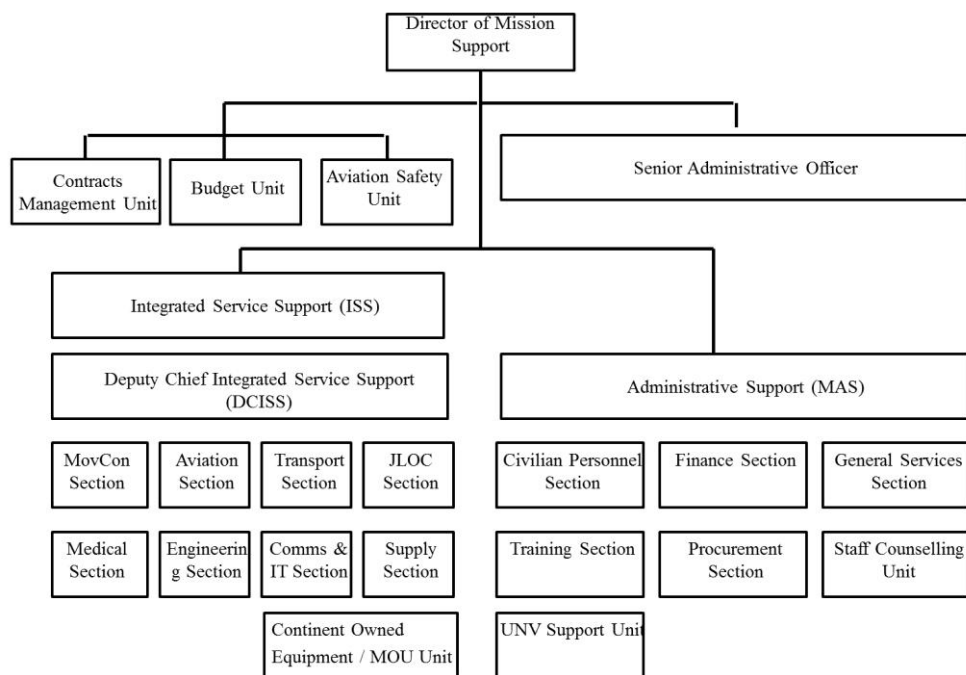 Director of Mission
Support
Contracts
Management Unit
Budget Unit
Aviation Safety
Unit
Senior Administrative Officer
Integrated Service Support (ISS)
Deputy Chief Integrated Service Support
(DCISS)
Administrative Support (MAS)
MovCon
Section
Aviation
Section
Transport
Section
JLOC
Section
Civilian Personnel
Section
Finance Section
General Services
Section
Medical
Section
Engineerin
g Section
Comms &
IT Section
Supply
Section
Training Section
Procurement
Section
Staff Counselling
Unit
Continent Owned
Equipment / MOU Unit
UNV Support Unit